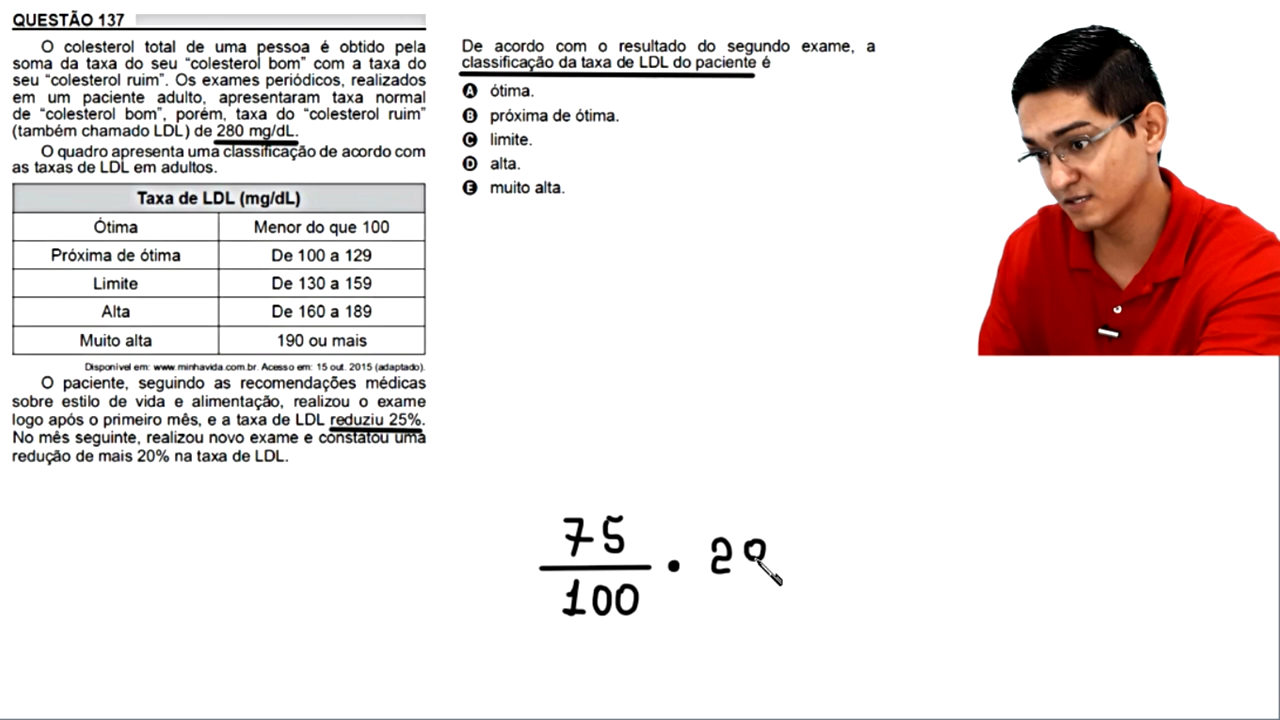 QUESTÃO 137
O colesterol total de uma pessoa é obtido pela
soma da taxa do seu “colesterol bom” com a taxa do
seu “colesterol ruim”. Os exames periódicos, realizados
em um paciente adulto, apresentaram taxa normal
de “colesterol bom”, porém, taxa do “colesterol ruim”
(também chamado LDL) de 280 mg/dL.
O quadro apresenta uma classificação de acordo com
as taxas de LDL em adultos.
Taxa de LDL (mg/dL)
Ótima Menor do que 100
Próxima de ótima De 100 a 129
Limite De 130 a 159
Alta De 160 a 189
Muito alta 190 ou mais
Disponível em: www.minhavida.com.br. Acesso em: 15 out. 2015 (adaptado).
O paciente, seguindo as recomendações médicas
sobre estilo de vida e alimentação, realizou o exame
logo após o primeiro mês, e a taxa de LDL reduziu 25%.
No mês seguinte, realizou novo exame e constatou uma
redução de mais 20% na taxa de LDL.
De acordo com o resultado do segundo exame, a
classificação da taxa de LDL do paciente é
A ótima.
B próxima de ótima.
C limite.
D alta.
E muito alta.
75
100
· 28